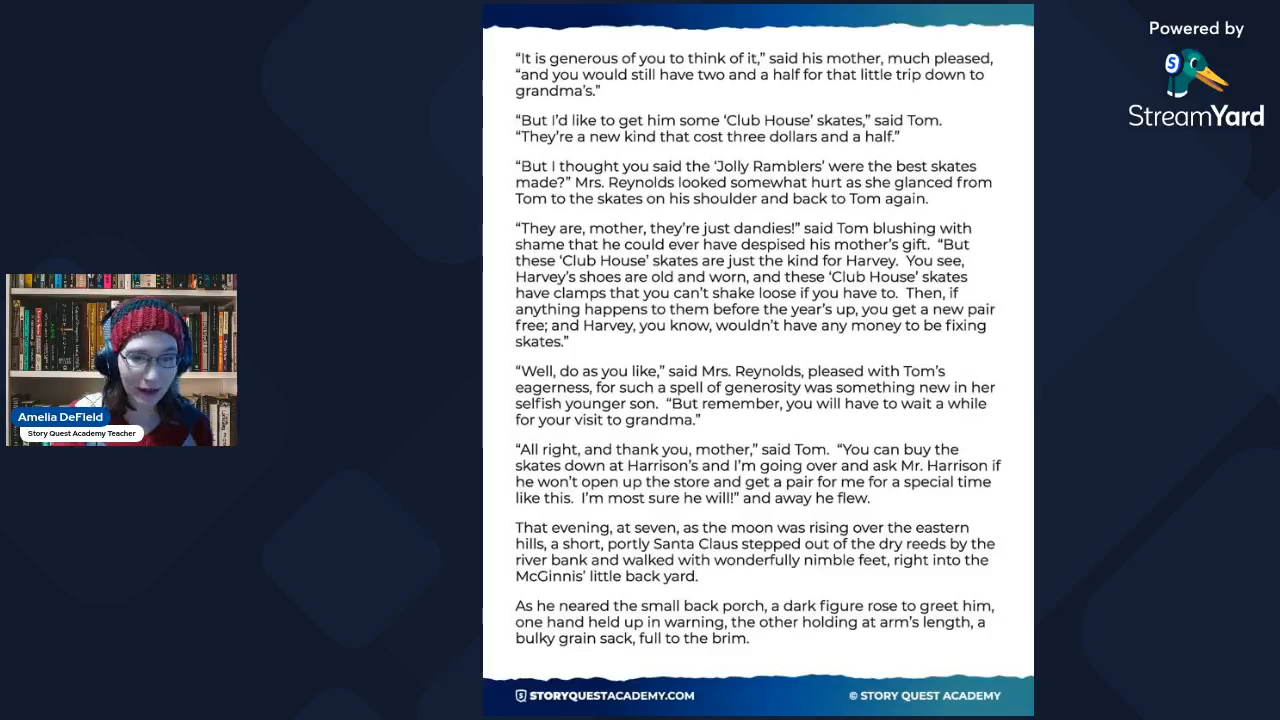 Powered by
StreamYard
“It is generous of you to think of it,” said his mother, much pleased,
“and you would still have two and a half for that little trip down to
grandma’s.”
“But I’d like to get him some ‘Club House’ skates,” said Tom.
“They’re a new kind that cost three dollars and a half.”
“But I thought you said the ‘Jolly Ramblers’ were the best skates
made?” Mrs. Reynolds looked somewhat hurt as she glanced from
Tom to the skates on his shoulder and back to Tom again.
“They are, mother, they’re just dandies!” said Tom blushing with
shame that he could ever have despised his mother’s gift.  “But
these ‘Club House’ skates are just the kind for Harvey.  You see,
Harvey’s shoes are old and worn, and these ‘Club House’ skates
have clamps that you can’t shake loose if you have to.  Then, if
anything happens to them before the year’s up, you get a new pair
free; and Harvey, you know, wouldn’t have any money to be fixing
skates.”
“Well, do as you like,” said Mrs. Reynolds, pleased with Tom’s
eagerness, for such a spell of generosity was something new in her
selfish younger son.  “But remember, you will have to wait a while
for your visit to grandma.”
“All right, and thank you, mother,” said Tom.  “You can buy the
skates down at Harrison’s and I’m going over and ask Mr. Harrison if
he won’t open up the store and get a pair for me for a special time
like this.  I’m most sure he will!” and away he flew.
That evening, at seven, as the moon was rising over the eastern
hills, a short, portly Santa Claus stepped out of the dry reeds by the
river bank and walked with wonderfully nimble feet, right into the
McGinnis’ little back yard.
As he neared the small back porch, a dark figure rose to greet him,
one hand held up in warning, the other holding at arm’s length, a
bulky grain sack, full to the brim.
STORYQUESTACADEMY.COM
© STORY QUEST ACADEMY
Amelia DeField
Story Quest Academy Teacher